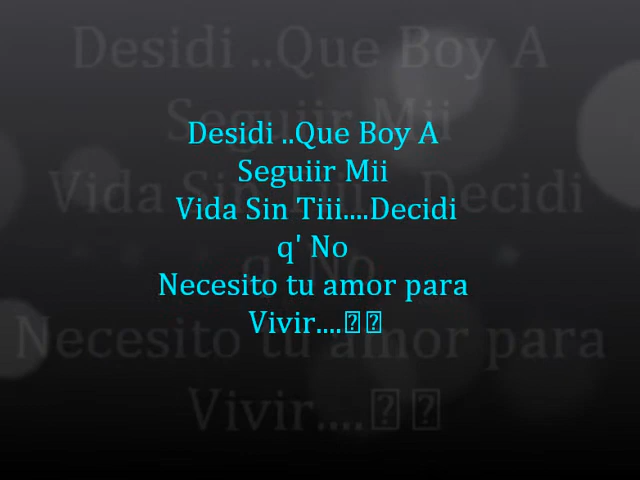 Desidi ..Que Boy A
Seguiir Mii
Vida Sin Tiii....Decidi
q' No
Necesito tu amor para
Vivir....